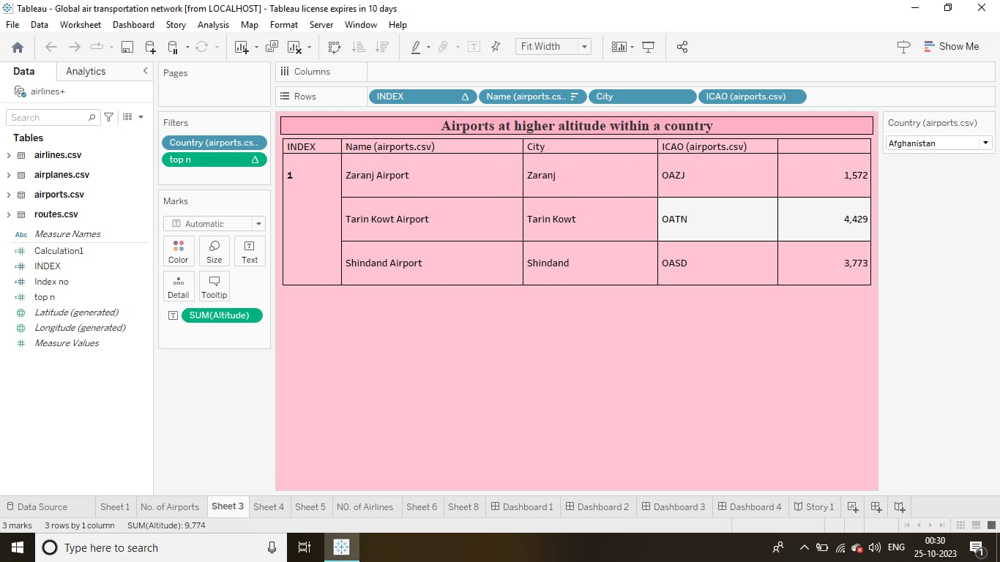 Tableau - Global air transportation network [from LOCALHOST] - Tableau license expires in 10 days
File Data Worksheet Dashboard Story Analysis Map Format Server Window Help
Fit Width
Show Me
Data Analytics
airlines+
Search
Tables
airlines.csv
airplanes.csv
airports.csv
routes.csv
Abc Measure Names
Calculation1
INDEX
Index no
top n
Latitude (generated)
Longitude (generated)
Measure Values
Pages
Filters
Country (airports.cs..
top n
Marks
Automatic
Color Size Text
Detail Tooltip
SUM(Altitude)
Columns
Rows INDEX Name (airports.cs.. City ICAO (airports.csv)
Airports at higher altitude within a country
INDEX Name (airports.csv) City ICAO (airports.csv)
1 Zaranj Airport Zaranj OAZJ 1,572
Tarin Kowt Airport Tarin Kowt OATN 4,429
Shindand Airport Shindand OASD 3,773
Country (airports.csv)
Afghanistan
Data Source Sheet 1 No. of Airports Sheet 3 Sheet 4 Sheet 5 N0. of Airlines Sheet 6 Sheet 8 Dashboard 1 Dashboard 2 Dashboard 3 Dashboard 4 Story 1
3 marks 3 rows by 1 column SUM(Altitude): 9,774
Type here to search
ENG
00:30
25-10-2023
1